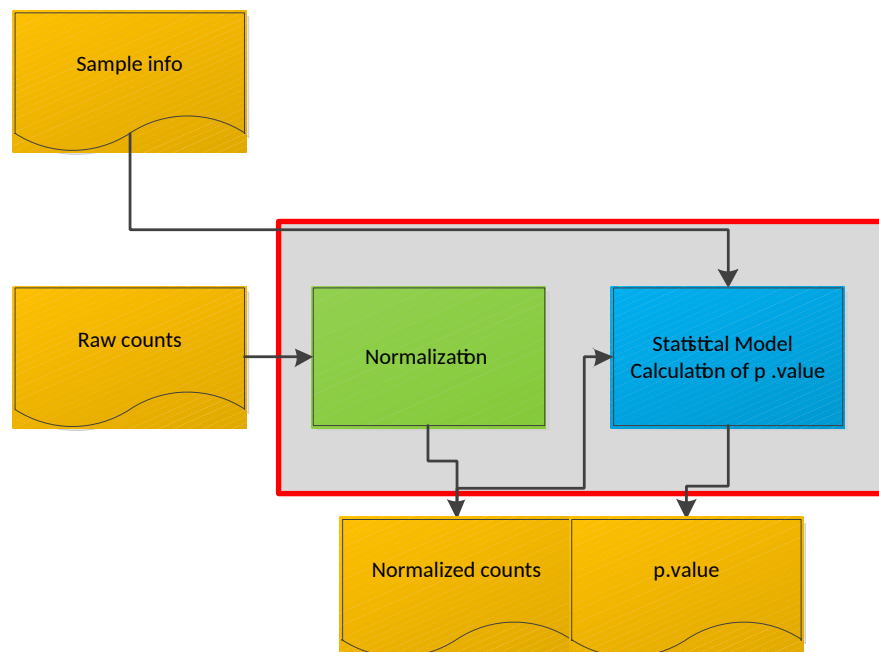 Sample info
Raw counts
Normalization
Statistical Model
Calculation of p .value
Normalized counts
p.value